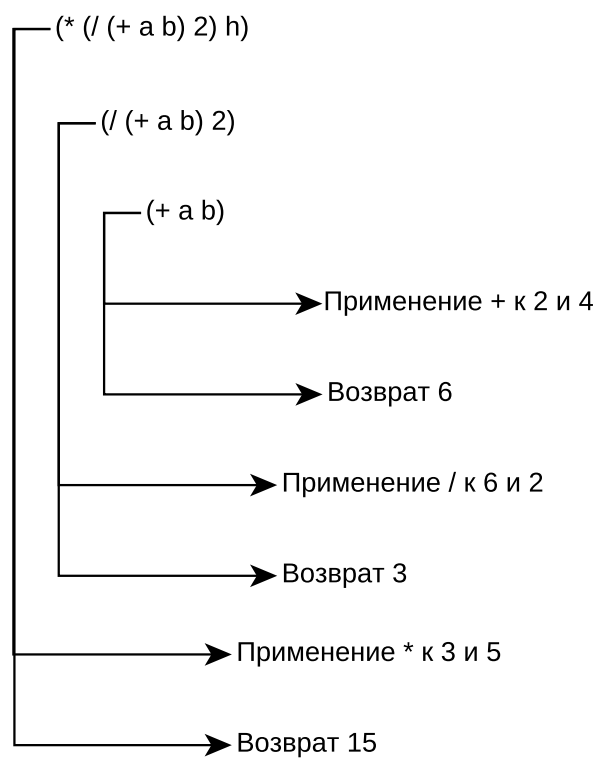 (* (/ (+ a b) 2) h)
(/ (+ a b) 2)
(+ a b)
Применение + к 2 и 4
Возврат 6
Применение / к 6 и 2
Возврат 3
Применение * к 3 и 5
Возврат 15